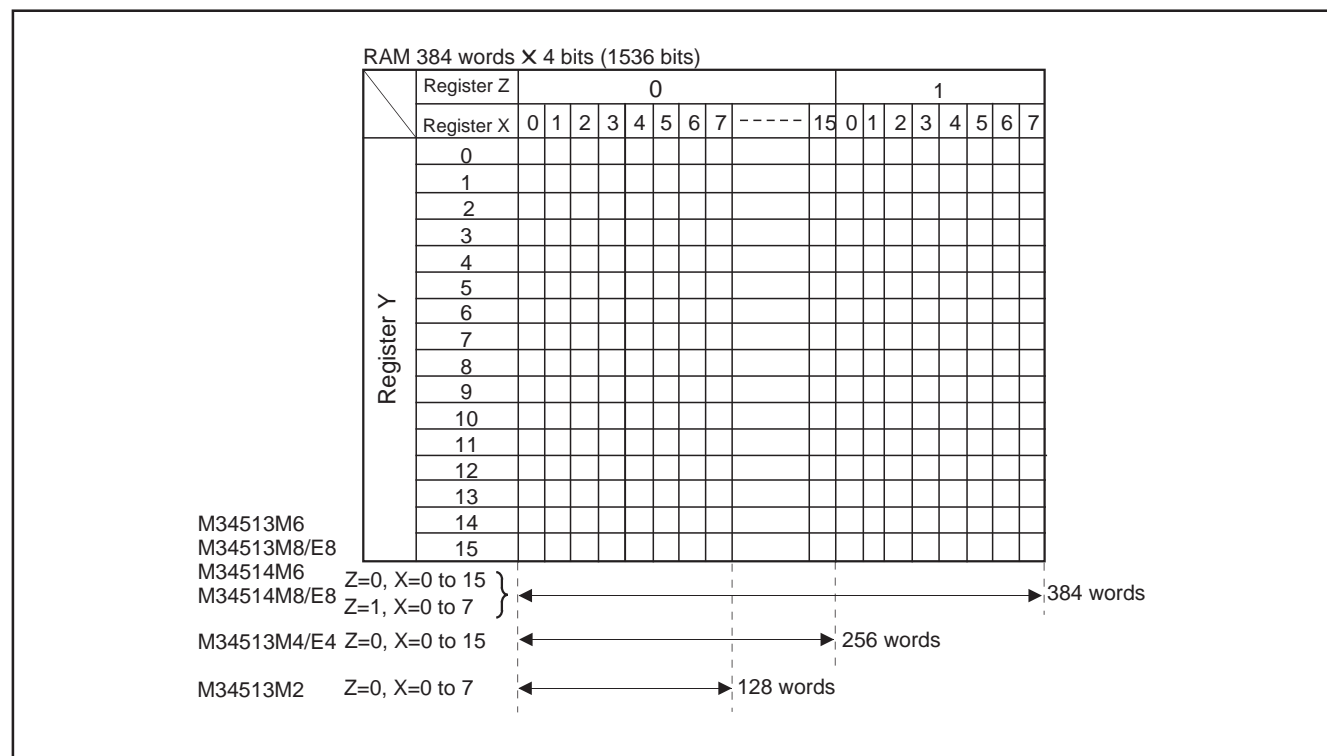 RAM 384 words × 4 bits (1536 bits)
Register Z 0 1
Register X 0 1 2 3 4 5 6 7 ----- 15 0 1 2 3 4 5 6 7
Register Y
0
1
2
3
4
5
6
7
8
9
10
11
12
13
14
15
M34513M6
M34513M8/E8
M34514M6
M34514M8/E8
Z=0, X=0 to 15
Z=1, X=0 to 7
384 words
M34513M4/E4 Z=0, X=0 to 15 256 words
M34513M2 Z=0, X=0 to 7 128 words